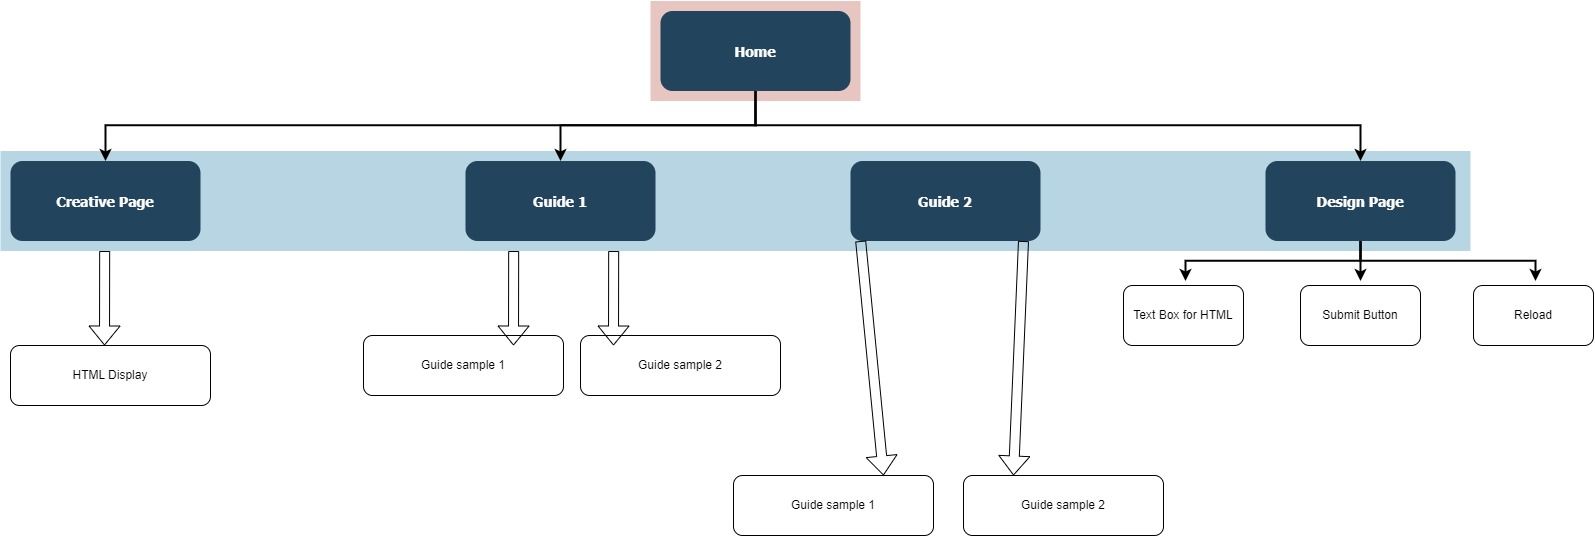 Home
Creative Page
Guide 1
Guide 2
Design Page
Text Box for HTML
Submit Button
Reload
HTML Display
Guide sample 1
Guide sample 2
Guide sample 1
Guide sample 2